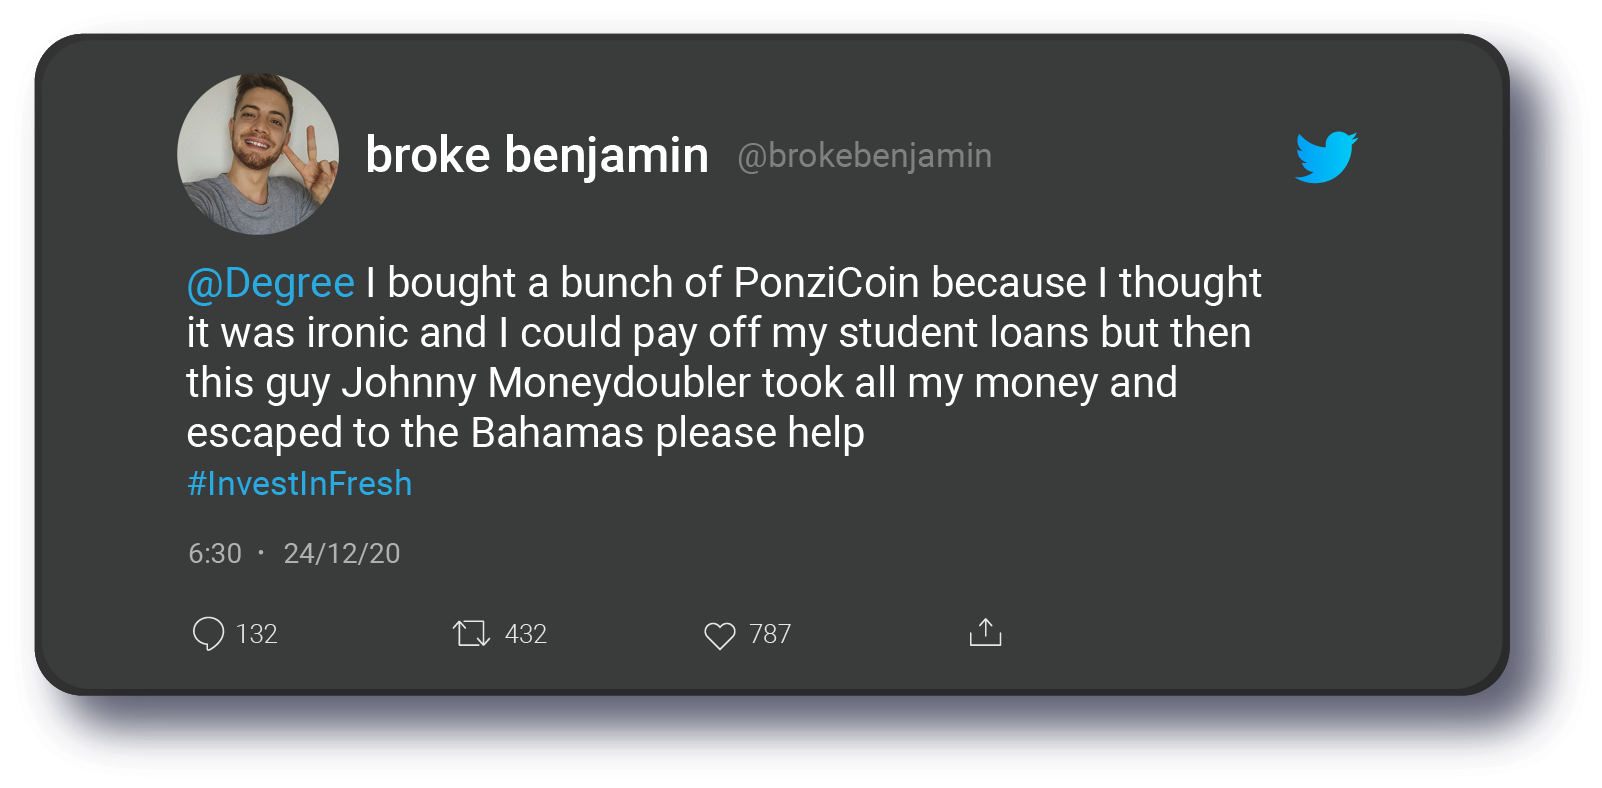 broke benjamin @brokebenjamin
@Degree I bought a bunch of PonziCoin because I thought
it was ironic and I could pay off my student loans but then
this guy Johnny Moneydoubler took all my money and
escaped to the Bahamas please help
#InvestInFresh
6:30 · 24/12/20
132 432 787